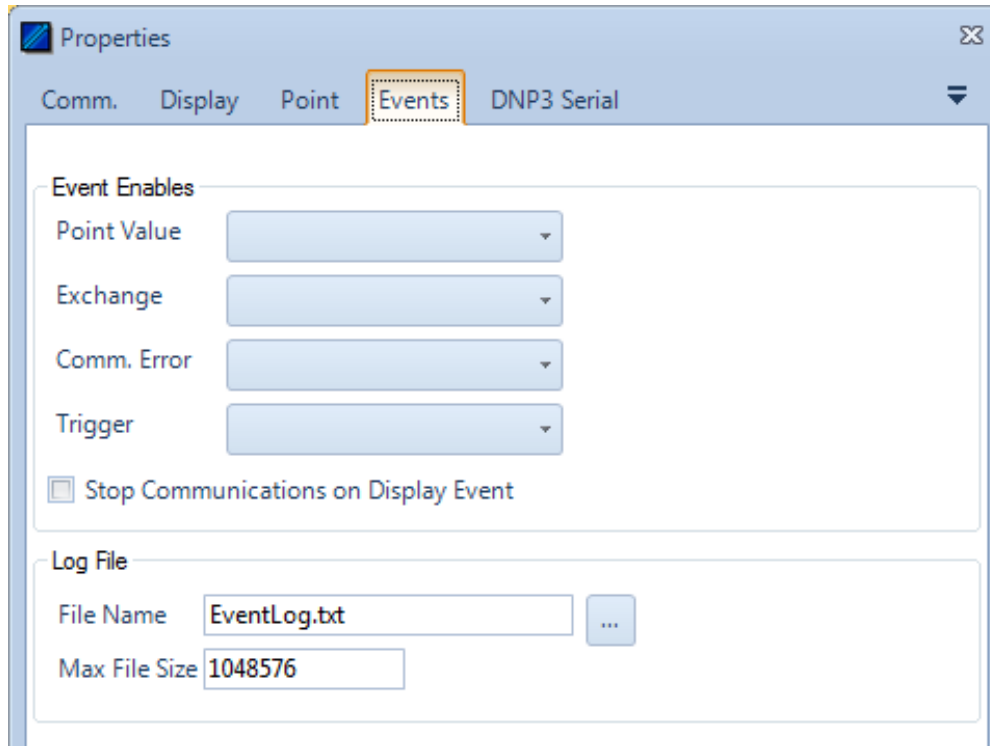 Properties
Comm. Display Point Events DNP3 Serial
Event Enables
Point Value
Exchange
Comm. Error
Trigger
Stop Communications on Display Event
Log File
File Name EventLog.txt ...
Max File Size 1048576